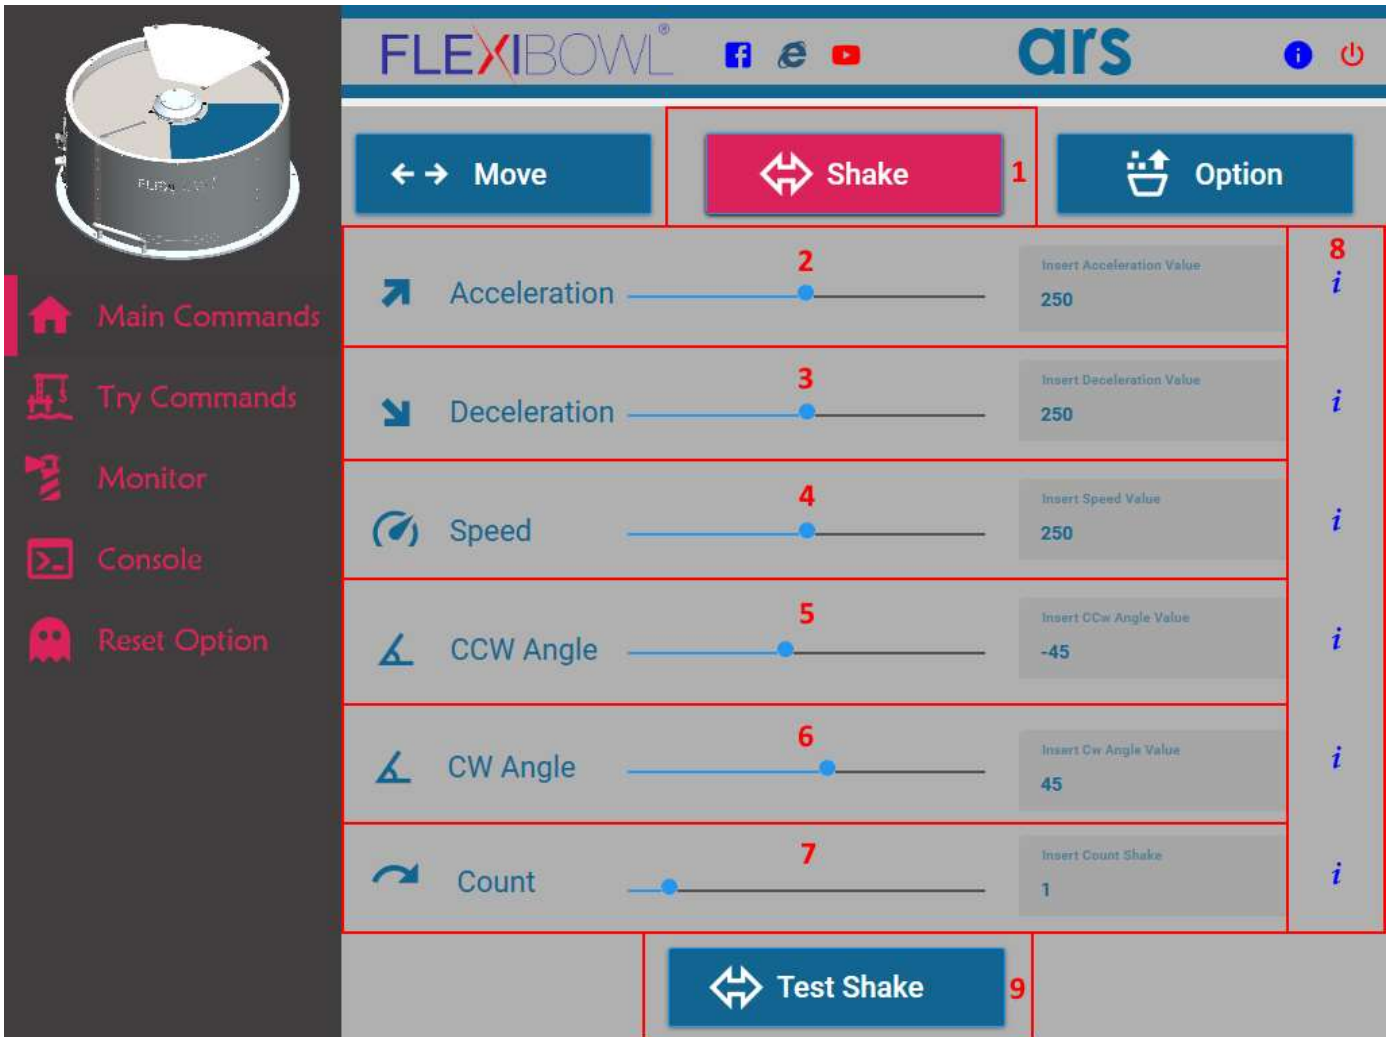 FLEXIBOWL®
ars
Move
Shake
1
Option
2
8
Acceleration
Insert Acceleration Value
250
i
3
Deceleration
Insert Deceleration Value
250
i
4
Speed
Insert Speed Value
250
i
5
CCW Angle
Insert CCw Angle Value
-45
i
6
CW Angle
Insert Cw Angle Value
45
i
7
Count
Insert Count Shake
1
i
Test Shake
9
Main Commands
Try Commands
Monitor
Console
Reset Option